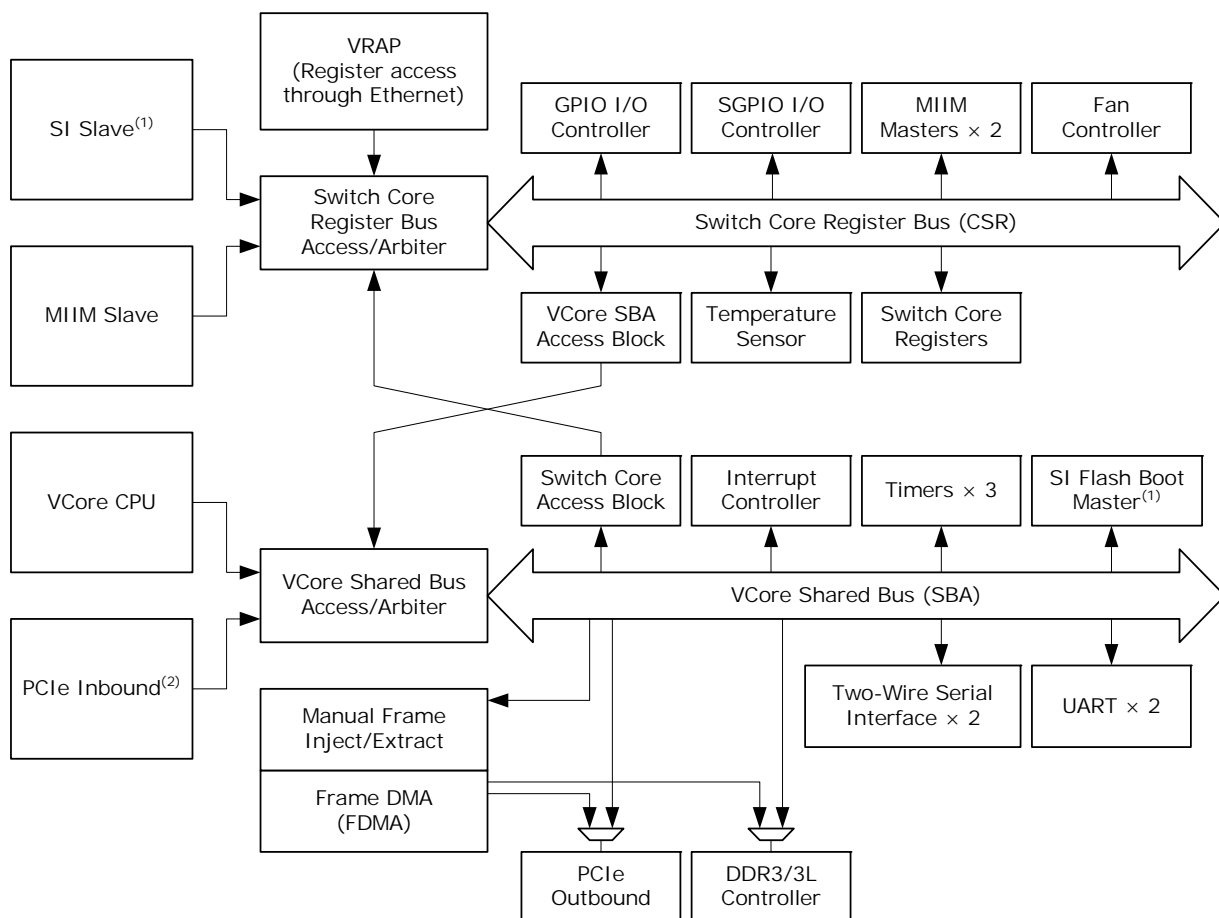 VRAP
(Register access
through Ethernet)
SI Slave(1)
GPIO I/O
Controller
SGPIO I/O
Controller
MIIM
Masters × 2
Fan
Controller
Switch Core
Register Bus
Access/Arbiter
Switch Core Register Bus (CSR)
MIIM Slave
VCore SBA
Access Block
Temperature
Sensor
Switch Core
Registers
VCore CPU
Switch Core
Access Block
Interrupt
Controller
Timers × 3
SI Flash Boot
Master(1)
VCore Shared Bus
Access/Arbiter
VCore Shared Bus (SBA)
PCIe Inbound(2)
Manual Frame
Inject/Extract
Two-Wire Serial
Interface × 2
UART × 2
Frame DMA
(FDMA)
PCIe
Outbound
DDR3/3L
Controller